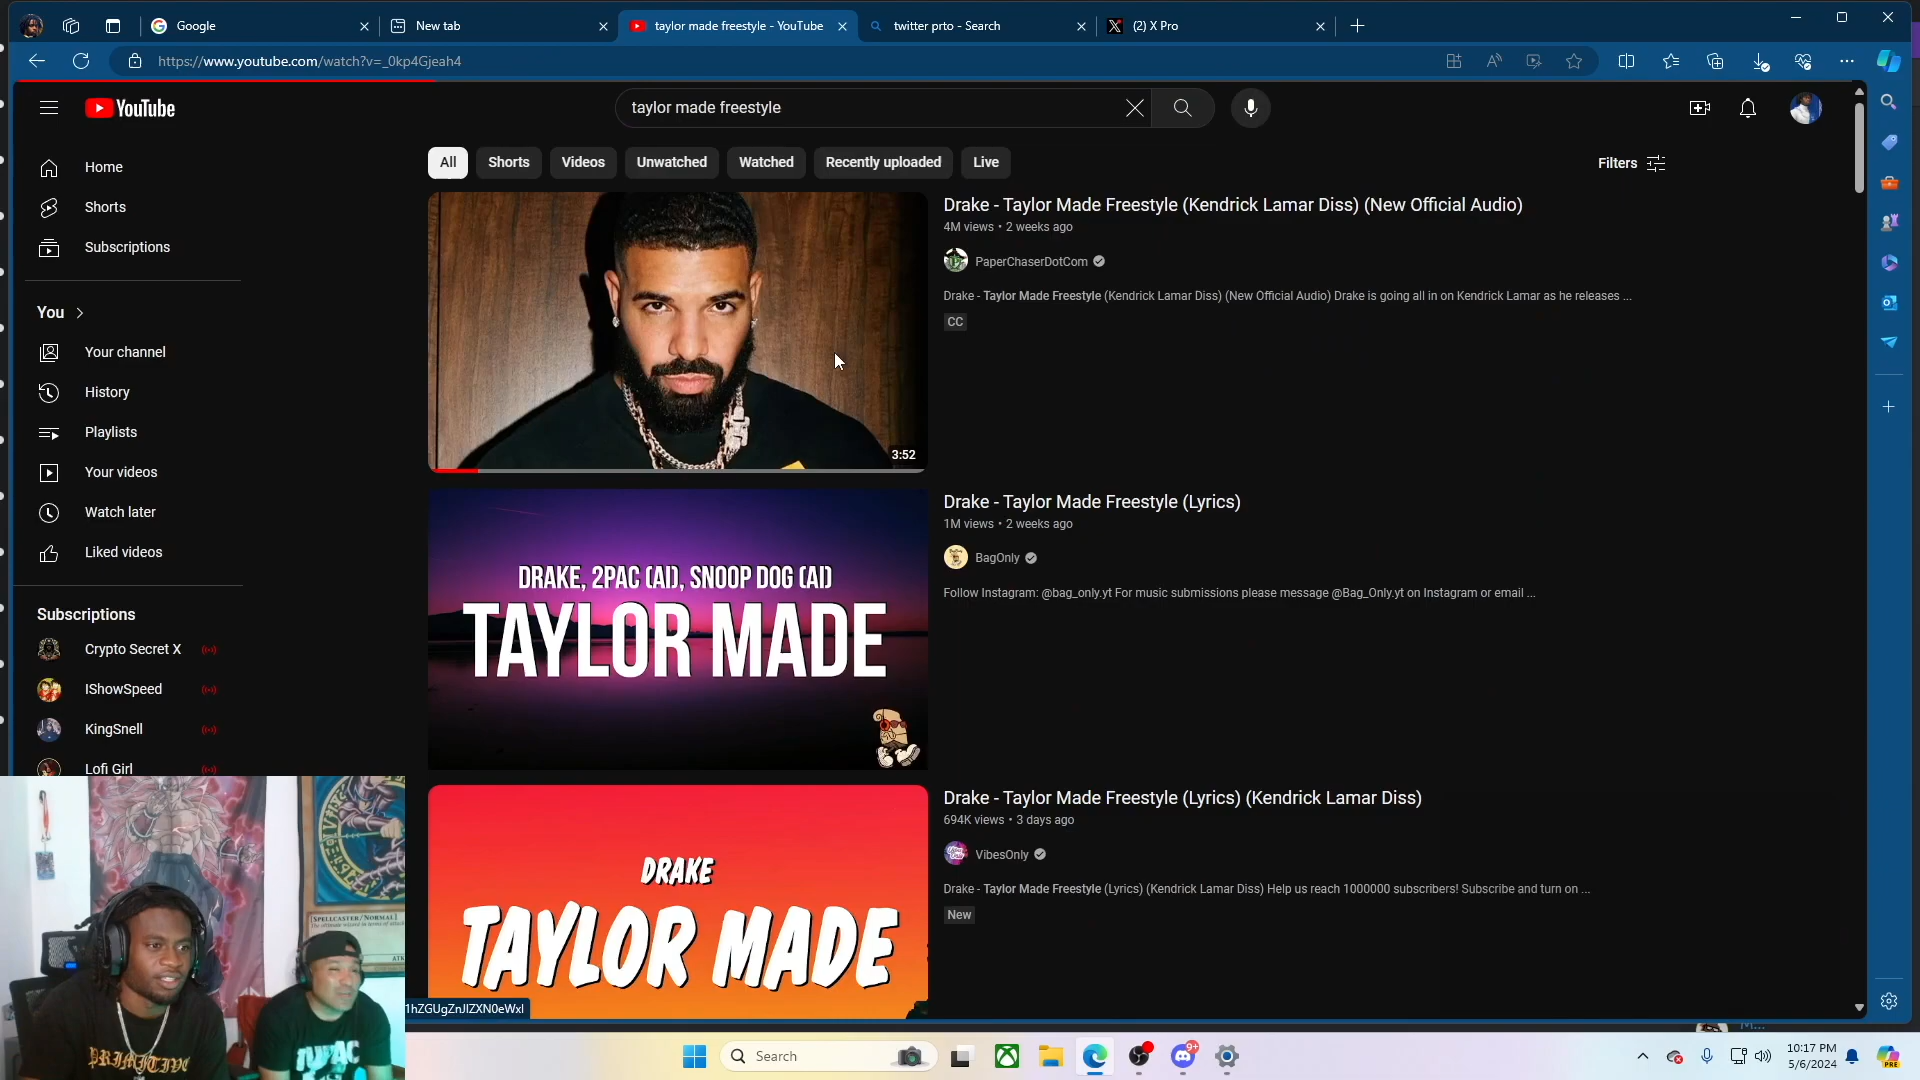 Google
New tab
taylor made freestyle - YouTube
twitter prto - Search
(2) X Pro
https://www.youtube.com/watch?v=_0kp4Gjeah4
YouTube
taylor made freestyle
All
Shorts
Videos
Unwatched
Watched
Recently uploaded
Live
Filters
Home
Shorts
Subscriptions
You
Your channel
History
Playlists
Your videos
Watch later
Liked videos
Subscriptions
Crypto Secret X
IShowSpeed
KingSnell
Lofi Girl
3:52
Drake - Taylor Made Freestyle (Kendrick Lamar Diss) (New Official Audio)
4M views • 2 weeks ago
PaperChaserDotCom
Drake - Taylor Made Freestyle (Kendrick Lamar Diss) (New Official Audio) Drake is going all in on Kendrick Lamar as he releases ...
CC
DRAKE, 2PAC (AI), SNOOP DOG (AI)
TAYLOR MADE
Drake - Taylor Made Freestyle (Lyrics)
1M views • 2 weeks ago
BagOnly
Follow Instagram: @bag_only.yt For music submissions please message @Bag_Only.yt on Instagram or email ...
DRAKE
TAYLOR MADE
Drake - Taylor Made Freestyle (Lyrics) (Kendrick Lamar Diss)
694K views • 3 days ago
VibesOnly
Drake - Taylor Made Freestyle (Lyrics) (Kendrick Lamar Diss) Help us reach 1000000 subscribers! Subscribe and turn on ...
New
1hZGUgZnJlZXN0eWxl
[SPELLCASTER/NORMAL]
PRIMITIVE
TUPAC
Search
9+
10:17 PM
5/6/2024
PRE